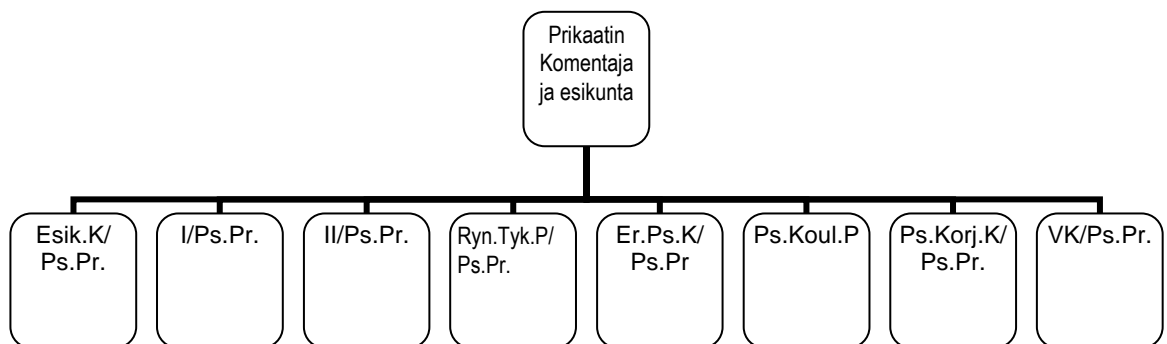 Prikaatin
Komentaja
ja esikunta
Esik.K/
Ps.Pr.
I/Ps.Pr.
II/Ps.Pr.
Ryn.Tyk.P/
Ps.Pr.
Er.Ps.K/
Ps.Pr
Ps.Koul.P
Ps.Korj.K/
Ps.Pr.
VK/Ps.Pr.